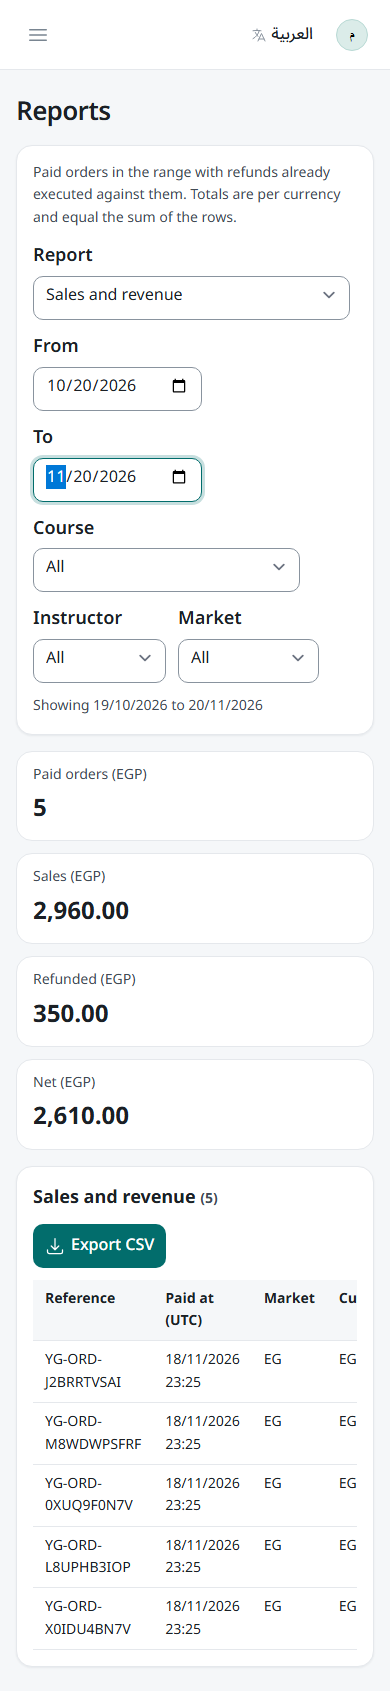 العربية
م
Reports
Paid orders in the range with refunds already
executed against them. Totals are per currency
and equal the sum of the rows.
Report
Sales and revenue
From
10/20/2026
To
11/20/2026
Course
All
Instructor Market
All All
Showing 19/10/2026 to 20/11/2026
Paid orders (EGP)
5
Sales (EGP)
2,960.00
Refunded (EGP)
350.00
Net (EGP)
2,610.00
Sales and revenue (5)
Export CSV
Reference Paid at Market Cu
(UTC)
YG-ORD- 18/11/2026 EG EG
J2BRRTVSAI 23:25
YG-ORD- 18/11/2026 EG EG
M8WDWPSFRF 23:25
YG-ORD- 18/11/2026 EG EG
0XUQ9F0N7V 23:25
YG-ORD- 18/11/2026 EG EG
L8UPHB3IOP 23:25
YG-ORD- 18/11/2026 EG EG
X0IDU4BN7V 23:25